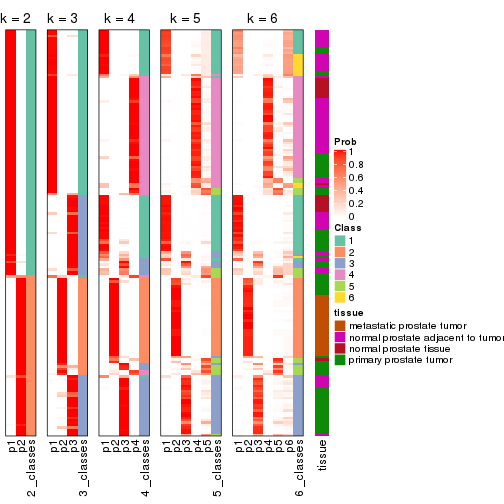 k = 2 k = 3 k = 4 k = 5 k = 6
Prob
1
0.8
0.6
0.4
0.2
0
Class
1
2
3
4
5
6
tissue
metastatic prostate tumor
normal prostate adjacent to tumor
normal prostate tissue
primary prostate tumor
p1 p2 2_classes p1 p2 p3 3_classes p1 p2 p3 p4 4_classes p1 p2 p3 p4 p5 5_classes p1 p2 p3 p4 p5 p6 6_classes tissue